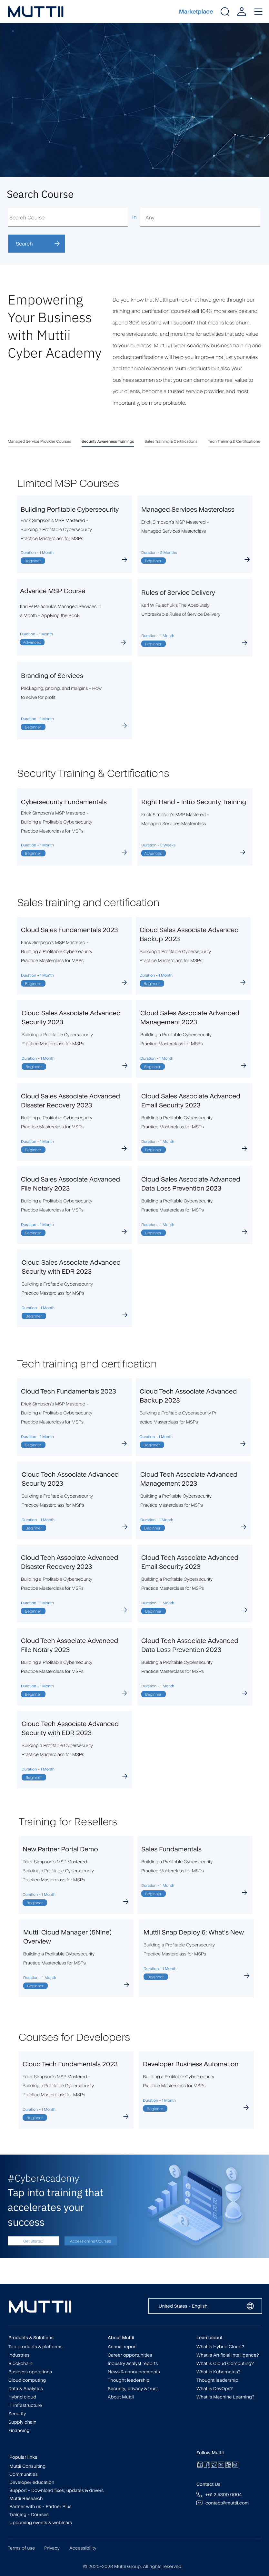 MUTTII
Marketplace
Search Course
Search Course
In
Any
Search
Empowering
Your Business
with Muttii
Cyber Academy
Do you know that Muttii partners that have gone through our
training and certification courses sell 104% more services and
spend 30% less time with support? That means less churn,
more services sold, and more time for activities that add value
to your business. Muttii #Cyber Academy business training and
product certifications will help you improve not just your sales
and technical expertise in Mutti products but also your
business acumen so that you can demonstrate real value to
your clients, become a trusted service provider and, most
importantly, be more profitable.
Managed Service Provider Courses
Security Awareness Trainings
Sales Training & Certifications
Tech Training & Certifications
Limited MSP Courses
Building Porfitable Cybersecurity
Erick Simpson's MSP Mastered -
Building a Profitable Cybersecurity
Practice Masterclass for MSPs
Duration - 1 Month
Beginner
Managed Services Masterclass
Erick Simpson's MSP Mastered -
Managed Services Masterclass
Duration - 2 Months
Beginner
Advance MSP Course
Karl W Palachuk's Managed Services in
a Month - Applying the Book
Duration - 1 Month
Advanced
Rules of Service Delivery
Karl W Palachuk's The Absolutely
Unbreakable Rules of Service Delivery
Duration - 1 Month
Beginner
Branding of Services
Packaging, pricing, and margins - How
to solve for profit
Duration - 1 Month
Beginner
Security Training & Certifications
Cybersecurity Fundamentals
Erick Simpson's MSP Mastered -
Building a Profitable Cybersecurity
Practice Masterclass for MSPs
Duration - 1 Month
Beginner
Right Hand - Intro Security Training
Erick Simpson's MSP Mastered -
Managed Services Masterclass
Duration - 3 Weeks
Advanced
Sales training and certification
Cloud Sales Fundamentals 2023
Erick Simpson's MSP Mastered -
Building a Profitable Cybersecurity
Practice Masterclass for MSPs
Duration - 1 Month
Beginner
Cloud Sales Associate Advanced
Backup 2023
Building a Profitable Cybersecurity
Practice Masterclass for MSPs
Duration - 1 Month
Beginner
Cloud Sales Associate Advanced
Security 2023
Building a Profitable Cybersecurity
Practice Masterclass for MSPs
Duration - 1 Month
Beginner
Cloud Sales Associate Advanced
Management 2023
Building a Profitable Cybersecurity
Practice Masterclass for MSPs
Duration - 1 Month
Beginner
Cloud Sales Associate Advanced
Disaster Recovery 2023
Building a Profitable Cybersecurity
Practice Masterclass for MSPs
Duration - 1 Month
Beginner
Cloud Sales Associate Advanced
Email Security 2023
Building a Profitable Cybersecurity
Practice Masterclass for MSPs
Duration - 1 Month
Beginner
Cloud Sales Associate Advanced
File Notary 2023
Building a Profitable Cybersecurity
Practice Masterclass for MSPs
Duration - 1 Month
Beginner
Cloud Sales Associate Advanced
Data Loss Prevention 2023
Building a Profitable Cybersecurity
Practice Masterclass for MSPs
Duration - 1 Month
Beginner
Cloud Sales Associate Advanced
Security with EDR 2023
Building a Profitable Cybersecurity
Practice Masterclass for MSPs
Duration - 1 Month
Beginner
Tech training and certification
Cloud Tech Fundamentals 2023
Erick Simpson's MSP Mastered -
Building a Profitable Cybersecurity
Practice Masterclass for MSPs
Duration - 1 Month
Beginner
Cloud Tech Associate Advanced
Backup 2023
Building a Profitable Cybersecurity Pr
actice Masterclass for MSPs
Duration - 1 Month
Beginner
Cloud Tech Associate Advanced
Security 2023
Building a Profitable Cybersecurity
Practice Masterclass for MSPs
Duration - 1 Month
Beginner
Cloud Tech Associate Advanced
Management 2023
Building a Profitable Cybersecurity
Practice Masterclass for MSPs
Duration - 1 Month
Beginner
Cloud Tech Associate Advanced
Disaster Recovery 2023
Building a Profitable Cybersecurity
Practice Masterclass for MSPs
Duration - 1 Month
Beginner
Cloud Tech Associate Advanced
Email Security 2023
Building a Profitable Cybersecurity
Practice Masterclass for MSPs
Duration - 1 Month
Beginner
Cloud Tech Associate Advanced
File Notary 2023
Building a Profitable Cybersecurity
Practice Masterclass for MSPs
Duration - 1 Month
Beginner
Cloud Tech Associate Advanced
Data Loss Prevention 2023
Building a Profitable Cybersecurity
Practice Masterclass for MSPs
Duration - 1 Month
Beginner
Cloud Tech Associate Advanced
Security with EDR 2023
Building a Profitable Cybersecurity
Practice Masterclass for MSPs
Duration - 1 Month
Beginner
Training for Resellers
New Partner Portal Demo
Erick Simpson's MSP Mastered -
Building a Profitable Cybersecurity
Practice Masterclass for MSPs
Duration - 1 Month
Beginner
Sales Fundamentals
Building a Profitable Cybersecurity
Practice Masterclass for MSPs
Duration - 1 Month
Beginner
Muttii Cloud Manager (5Nine)
Overview
Building a Profitable Cybersecurity
Practice Masterclass for MSPs
Duration - 1 Month
Beginner
Muttii Snap Deploy 6: What's New
Building a Profitable Cybersecurity
Practice Masterclass for MSPs
Duration - 1 Month
Beginner
Courses for Developers
Cloud Tech Fundamentals 2023
Erick Simpson's MSP Mastered -
Building a Profitable Cybersecurity
Practice Masterclass for MSPs
Duration - 1 Month
Beginner
Developer Business Automation
Building a Profitable Cybersecurity
Practice Masterclass for MSPs
Duration - 1 Month
Beginner
#CyberAcademy
Tap into training that
accelerates your
success
Get Started
Access online Courses
MUTTII
United States - English
Products & Solutions
Top products & platforms
Industries
Blockchain
Business operations
Cloud computing
Data & Analytics
Hybrid cloud
IT infrastructure
Security
Supply chain
Financing
About Muttii
Annual report
Career opportunities
Industry analyst reports
News & announcements
Thought leadership
Security, privacy & trust
About Muttii
Learn about
What is Hybrid Cloud?
What is Artificial intelligence?
What is Cloud Computing?
What is Kubernetes?
Thought leadership
What is DevOps?
What is Machine Learning?
Popular links
Muttii Consulting
Communities
Developer education
Support - Download fixes, updates & drivers
Mutti Research
Partner with us - Partner Plus
Training - Courses
Upcoming events & webinars
Follow Muttii
Contact Us
+61 2 5300 0004
contact@muttii.com
Terms of use
Privacy
Accessibility
© 2020-2023 Muttii Group. All rights reserved.